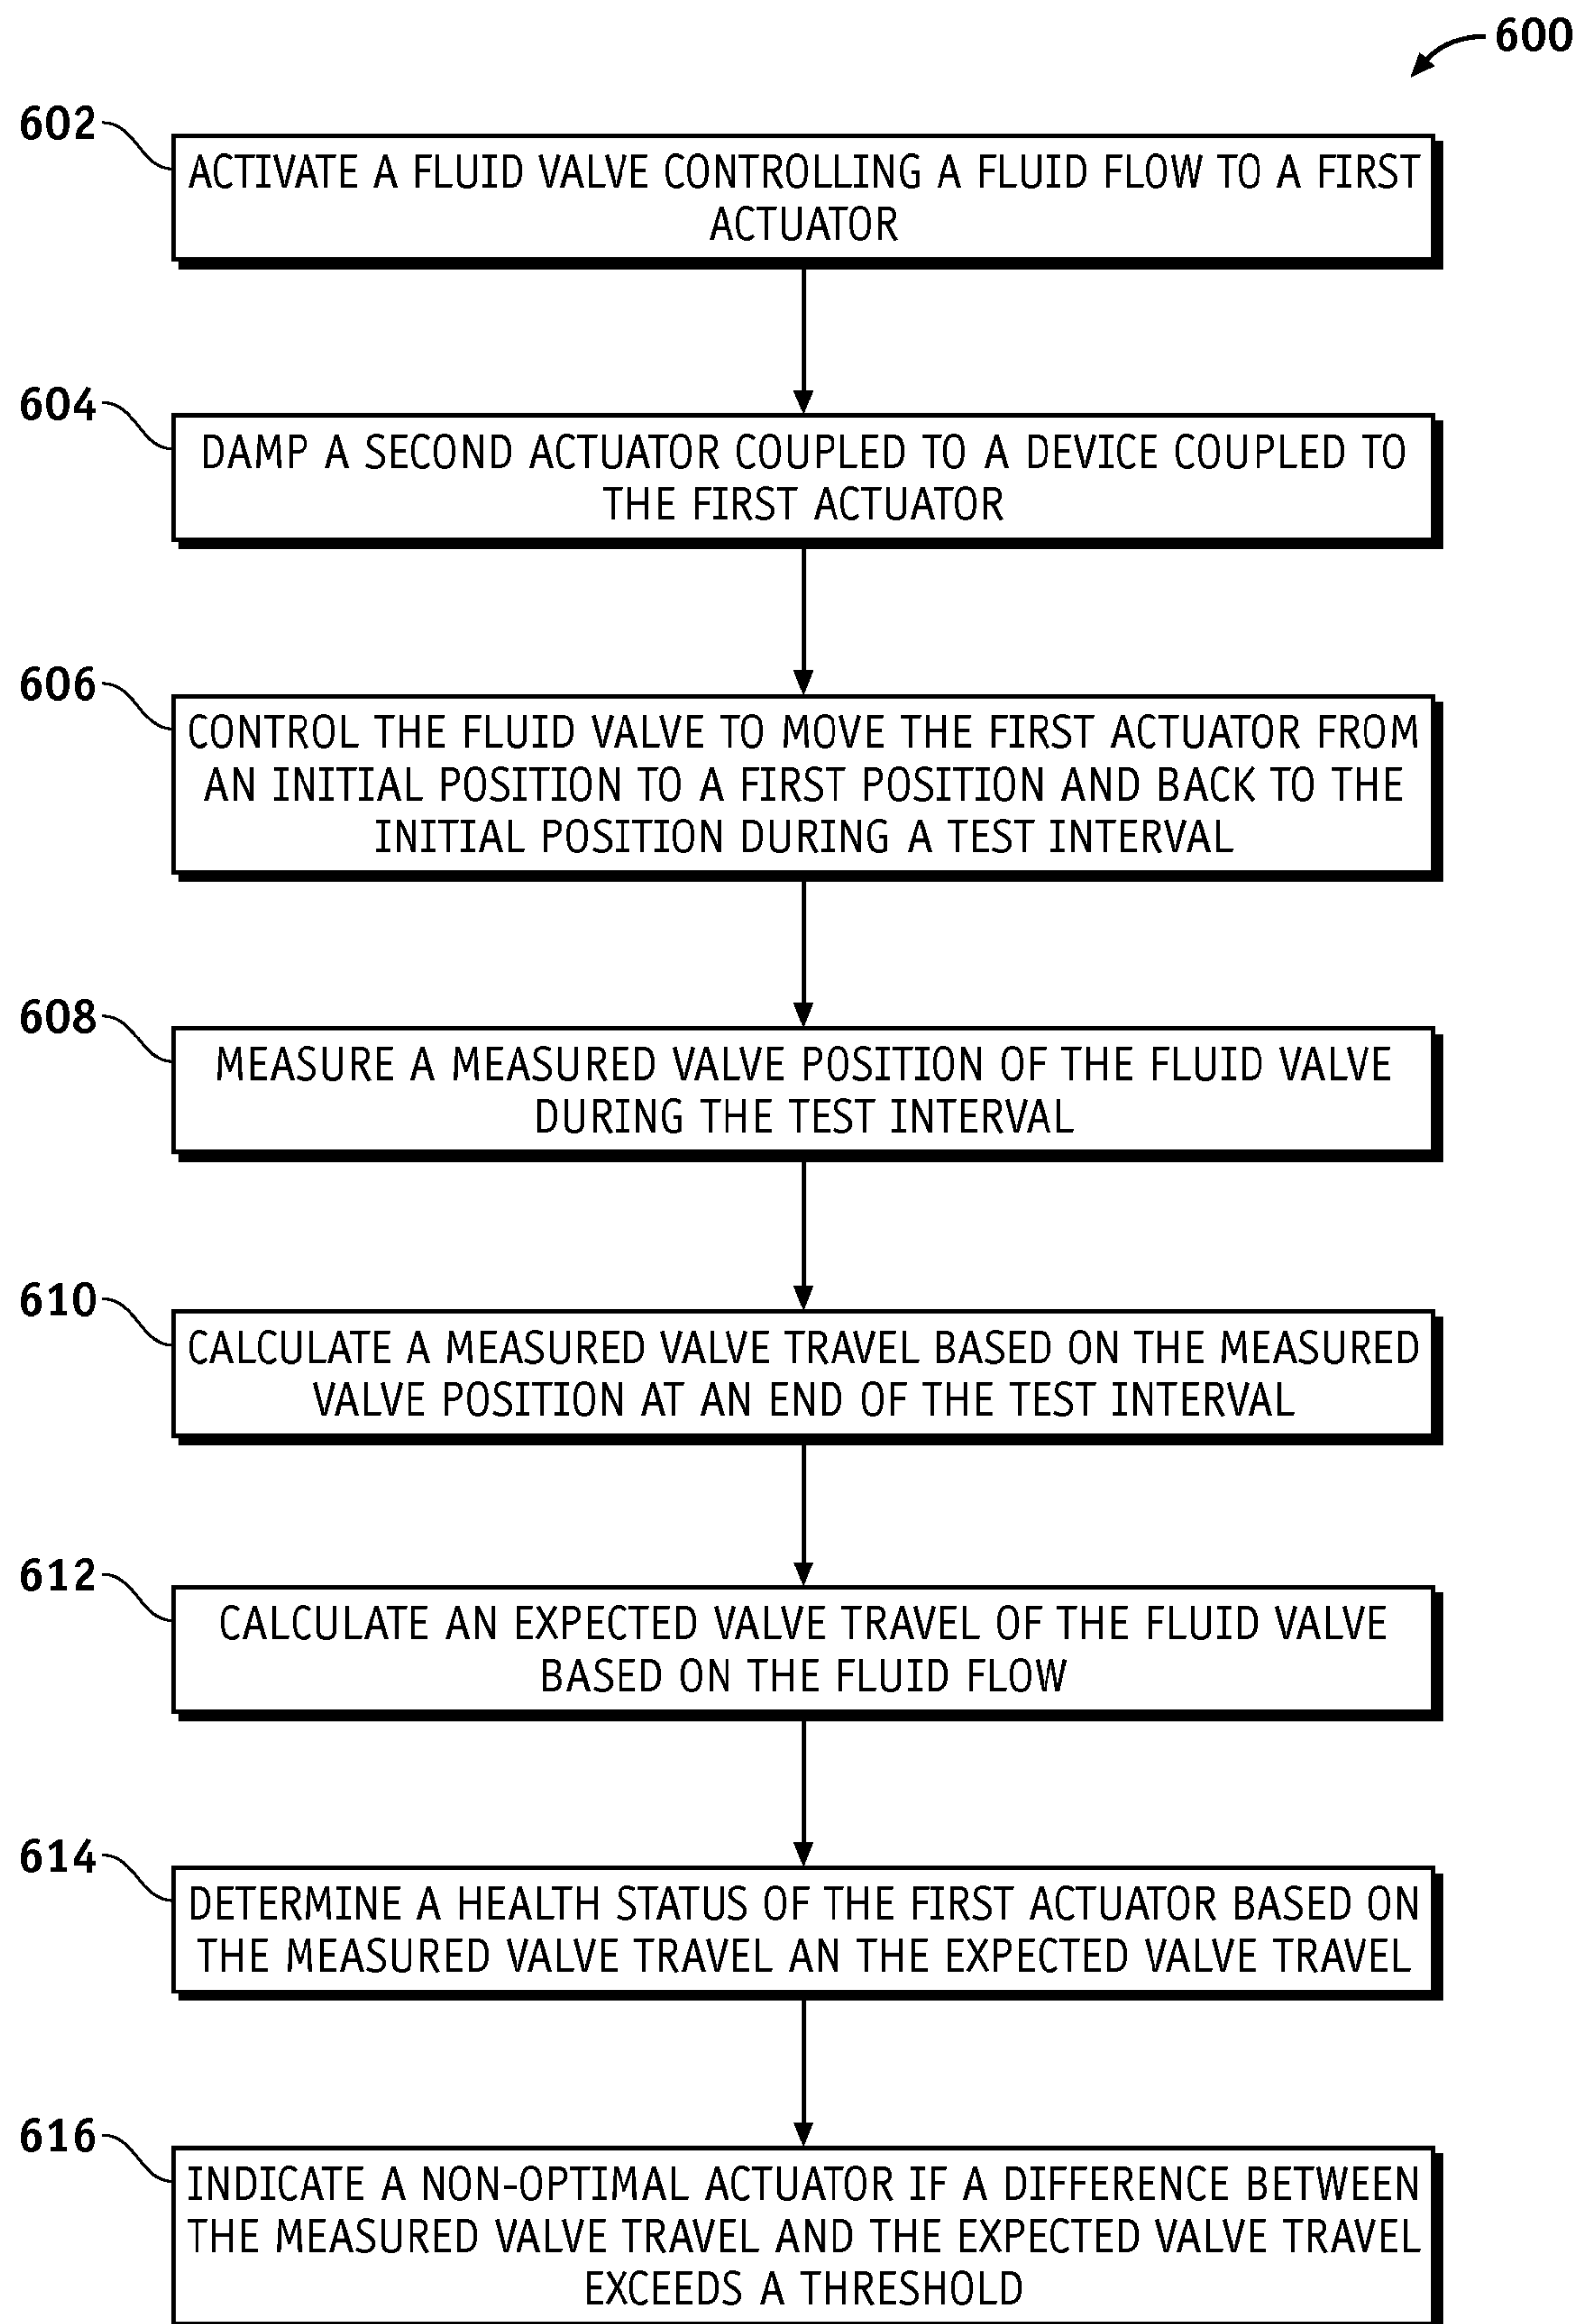 600
602
ACTIVATE A FLUID VALVE CONTROLLING A FLUID FLOW TO A FIRST
ACTUATOR
604
DAMP A SECOND ACTUATOR COUPLED TO A DEVICE COUPLED TO
THE FIRST ACTUATOR
606
CONTROL THE FLUID VALVE TO MOVE THE FIRST ACTUATOR FROM
AN INITIAL POSITION TO A FIRST POSITION AND BACK TO THE
INITIAL POSITION DURING A TEST INTERVAL
608
MEASURE A MEASURED VALVE POSITION OF THE FLUID VALVE
DURING THE TEST INTERVAL
610
CALCULATE A MEASURED VALVE TRAVEL BASED ON THE MEASURED
VALVE POSITION AT AN END OF THE TEST INTERVAL
612
CALCULATE AN EXPECTED VALVE TRAVEL OF THE FLUID VALVE
BASED ON THE FLUID FLOW
614
DETERMINE A HEALTH STATUS OF THE FIRST ACTUATOR BASED ON
THE MEASURED VALVE TRAVEL AN THE EXPECTED VALVE TRAVEL
616
INDICATE A NON-OPTIMAL ACTUATOR IF A DIFFERENCE BETWEEN
THE MEASURED VALVE TRAVEL AND THE EXPECTED VALVE TRAVEL
EXCEEDS A THRESHOLD